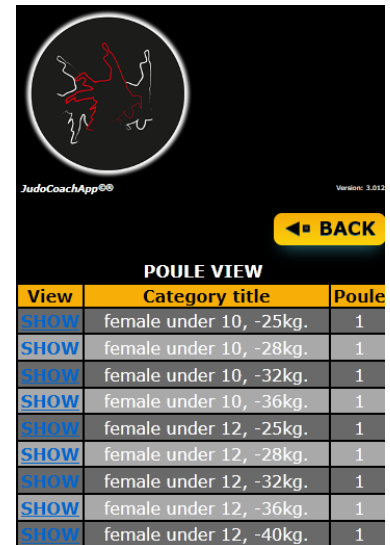 JudoCoachApp©®
Version: 3.012
BACK
POULE VIEW
View Category title Poule
SHOW female under 10, -25kg. 1
SHOW female under 10, -28kg. 1
SHOW female under 10, -32kg. 1
SHOW female under 10, -36kg. 1
SHOW female under 12, -25kg. 1
SHOW female under 12, -28kg. 1
SHOW female under 12, -32kg. 1
SHOW female under 12, -36kg. 1
SHOW female under 12, -40kg. 1